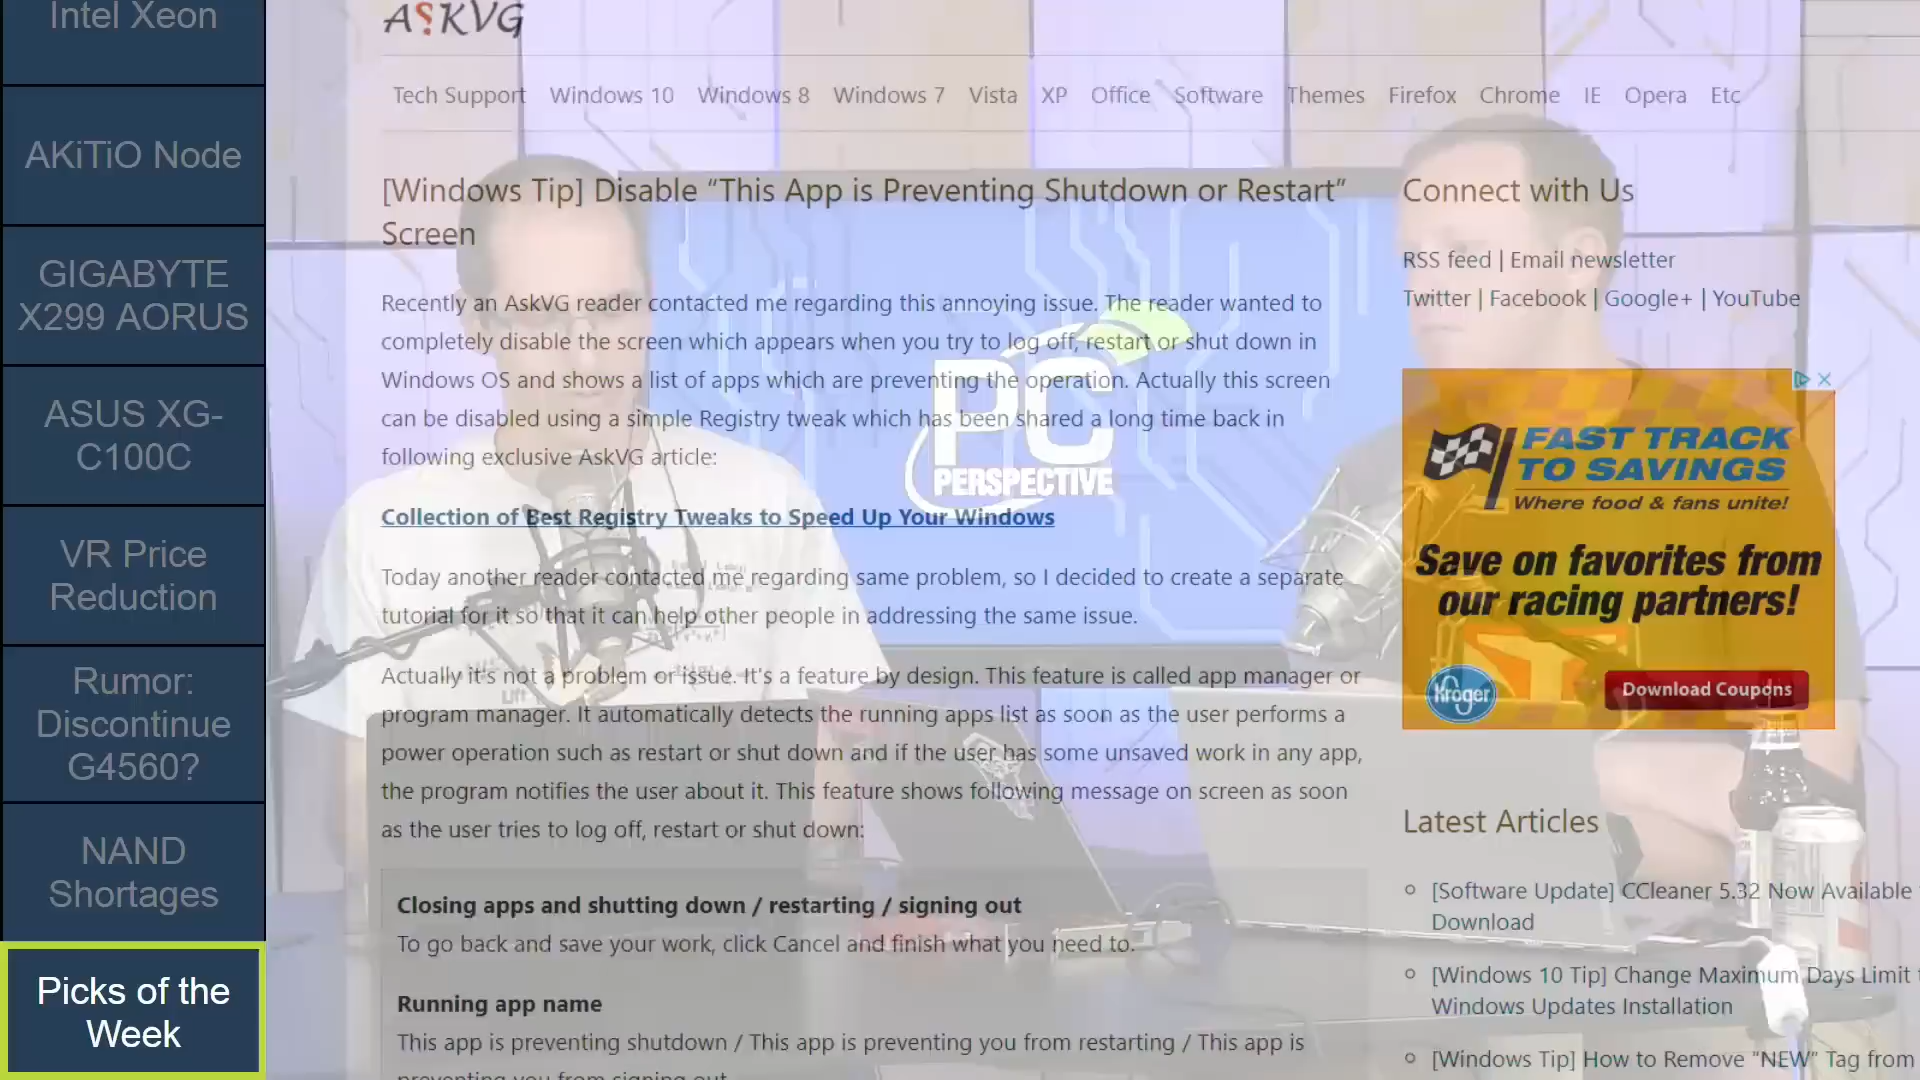 Intel Xeon
AKiTiO Node
GIGABYTE
X299 AORUS
ASUS XG-
C100C
VR Price
Reduction
Rumor:
Discontinue
G4560?
NAND
Shortages
Picks of the
Week
ASKVG
Tech Support Windows 10 Windows 8 Windows 7 Vista XP Office Software Themes Firefox Chrome IE Opera Etc
[Windows Tip] Disable “This App is Preventing Shutdown or Restart”
Screen
Recently an AskVG reader contacted me regarding this annoying issue. The reader wanted to
completely disable the screen which appears when you try to log off, restart or shut down in
Windows OS and shows a list of apps which are preventing the operation. Actually this screen
can be disabled using a simple Registry tweak which has been shared a long time back in
following exclusive AskVG article:
Collection of Best Registry Tweaks to Speed Up Your Windows
Today another reader contacted me regarding same problem, so I decided to create a separate
tutorial for it so that it can help other people in addressing the same issue.
Actually it's not a problem or issue. It's a feature by design. This feature is called app manager or
program manager. It automatically detects the running apps list as soon as the user performs a
power operation such as restart or shut down and if the user has some unsaved work in any app,
the program notifies the user about it. This feature shows following message on screen as soon
as the user tries to log off, restart or shut down:
Closing apps and shutting down / restarting / signing out
To go back and save your work, click Cancel and finish what you need to.
Running app name
This app is preventing shutdown / This app is preventing you from restarting / This app is
preventing you from signing out
PC
PERSPECTIVE
Connect with Us
RSS feed | Email newsletter
Twitter | Facebook | Google+ | YouTube
FAST TRACK
TO SAVINGS
Where food & fans unite!
Save on favorites from
our racing partners!
Kroger
Download Coupons
Latest Articles
[Software Update] CCleaner 5.32 Now Available
Download
[Windows 10 Tip] Change Maximum Days Limit
Windows Updates Installation
[Windows Tip] How to Remove “NEW” Tag from